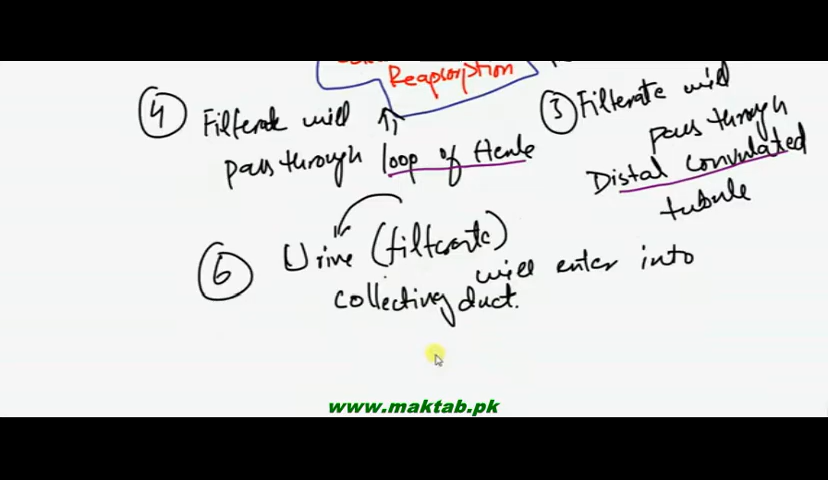 Reapsorption
④ Filterate will
pass through loop of Henle
③ Filterate will
pass through
Distal convulated
tubule
⑥ Urine (filterate)
will enter into
collecting duct.
www.maktab.pk